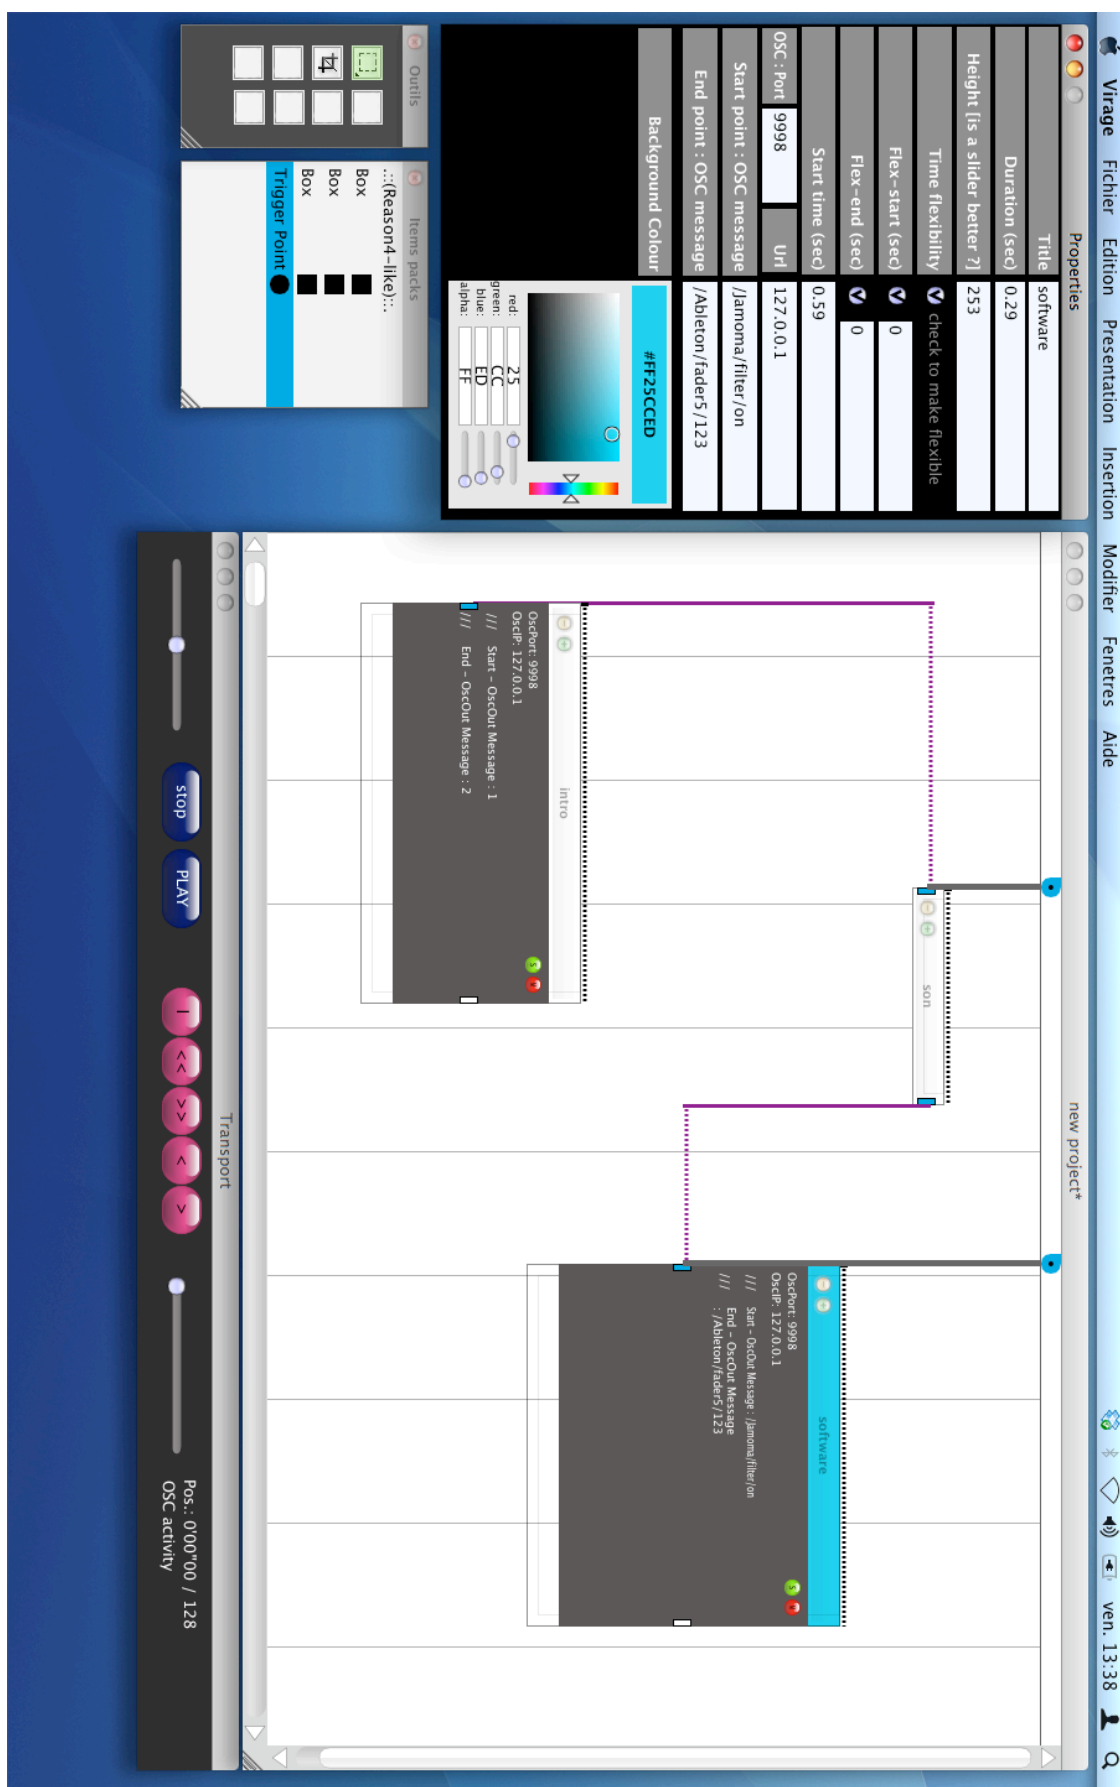 Virage Fichier Edition Presentation Insertion Modifier Fenetres Aide ven. 13:38
Properties
Title software
Duration (sec) 0.29
Height [is a slider better ?] 253
Time flexibility check to make flexible
Flex-start (sec) 0
Flex-end (sec) 0
Start time (sec) 0.59
OSC : Port 9998 Url 127.0.0.1
Start point : OSC message /Jamoma/filter/on
End point : OSC message /Ableton/fader5/123
Background Colour #FF25CCED
red: 25
green: CC
blue: ED
alpha: FF
Outils
Items packs
.::(Reason4-like)::.
Box
Box
Box
Trigger Point
new project*
son
software
OscPort: 9998
OscIP: 127.0.0.1
/// Start - OscOut Message : /Jamoma/filter/on
/// End - OscOut Message
: /Ableton/fader5/123
intro
OscPort: 9998
OscIP: 127.0.0.1
/// Start - OscOut Message : 1
/// End - OscOut Message : 2
Transport
stop PLAY | << >> < > Pos.: 0'00"00 / 128
OSC activity